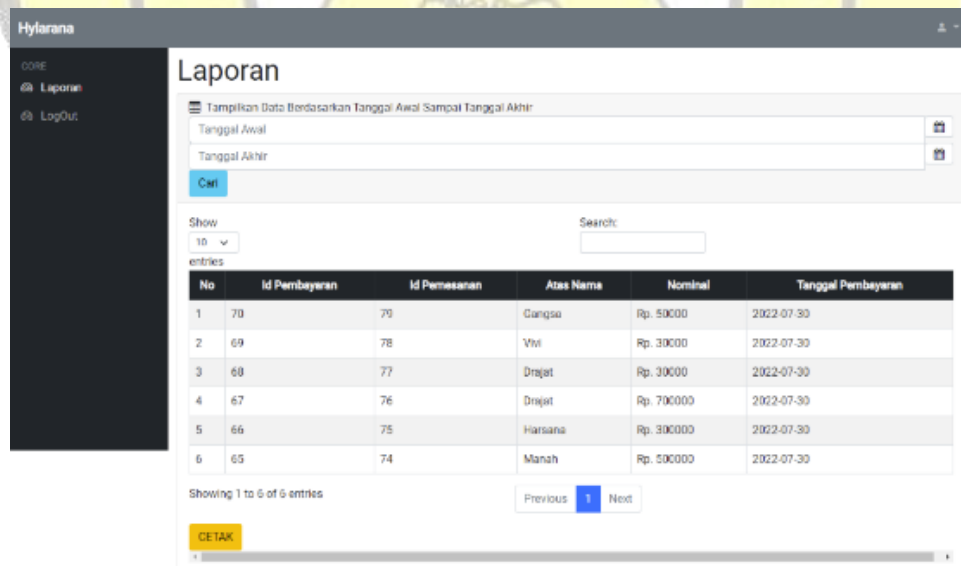 Hylarana
CORE
Laporan
LogOut
Laporan
Tampilkan Data Berdasarkan Tanggal Awal Sampai Tanggal Akhir
Tanggal Awal
Tanggal Akhir
Cari
Show
10
entries
Search:
No Id Pembayaran Id Pemesanan Atas Nama Nominal Tanggal Pembayaran
1 70 79 Gangsa Rp. 50000 2022-07-30
2 69 78 Vivi Rp. 30000 2022-07-30
3 68 77 Drajat Rp. 30000 2022-07-30
4 67 76 Drajat Rp. 700000 2022-07-30
5 66 75 Harsana Rp. 300000 2022-07-30
6 65 74 Manah Rp. 500000 2022-07-30
Showing 1 to 6 of 6 entries
Previous 1 Next
CETAK